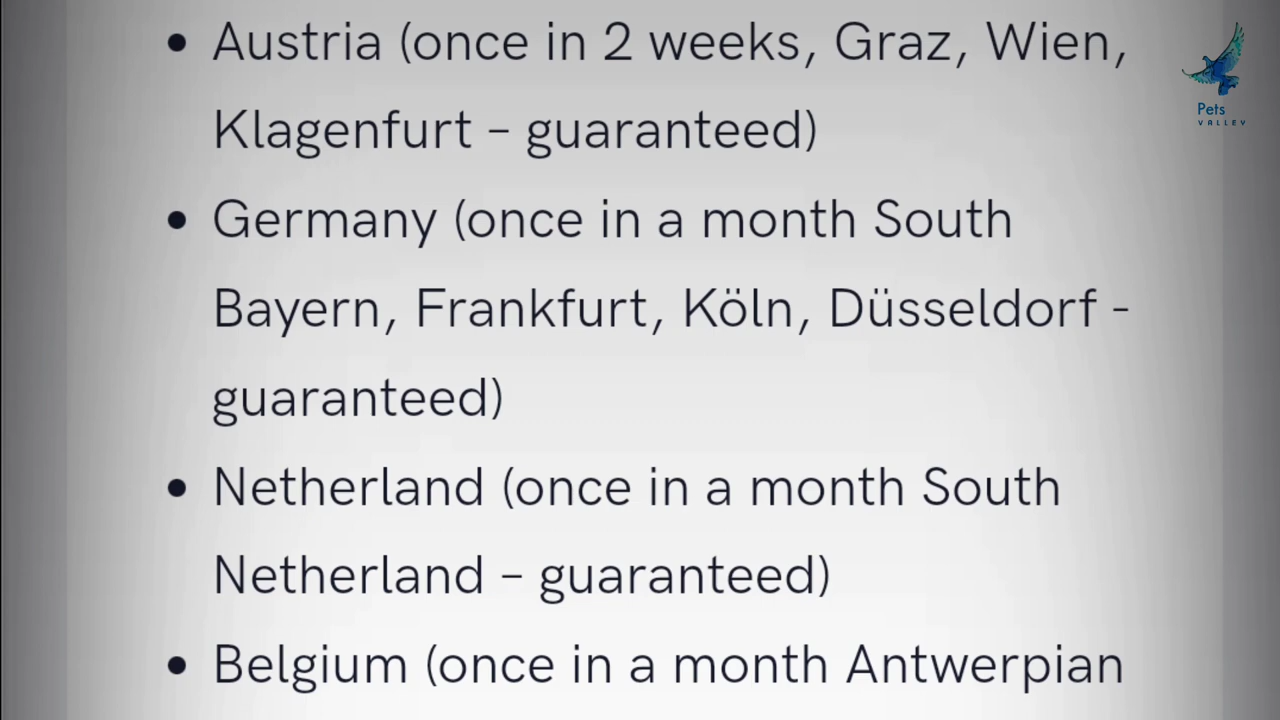 • Austria (once in 2 weeks, Graz, Wien,
Klagenfurt – guaranteed)
• Germany (once in a month South
Bayern, Frankfurt, Köln, Düsseldorf -
guaranteed)
• Netherland (once in a month South
Netherland – guaranteed)
• Belgium (once in a month Antwerpian
Pets
VALLEY